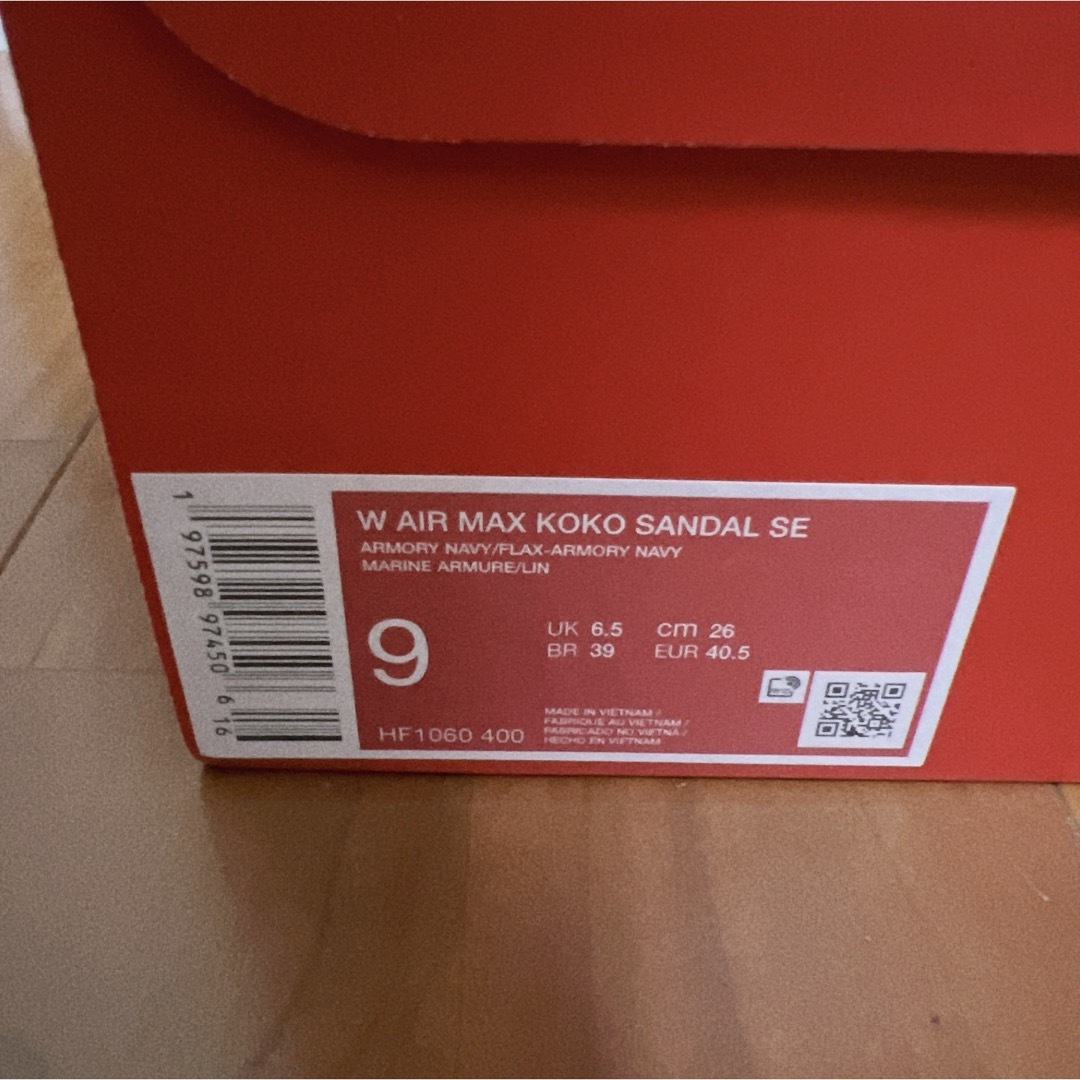 W AIR MAX KOKO SANDAL SE
ARMORY NAVY/FLAX-ARMORY NAVY
MARINE ARMURE/LIN
9
UK 6.5 cm 26
BR 39 EUR 40.5
HF1060 400
MADE IN VIETNAM /
FABRIQUE AU VIETNAM /
FABRICADO NO VIETNÃ /
HECHO EN VIETNAM
1 97598 97450 6 16